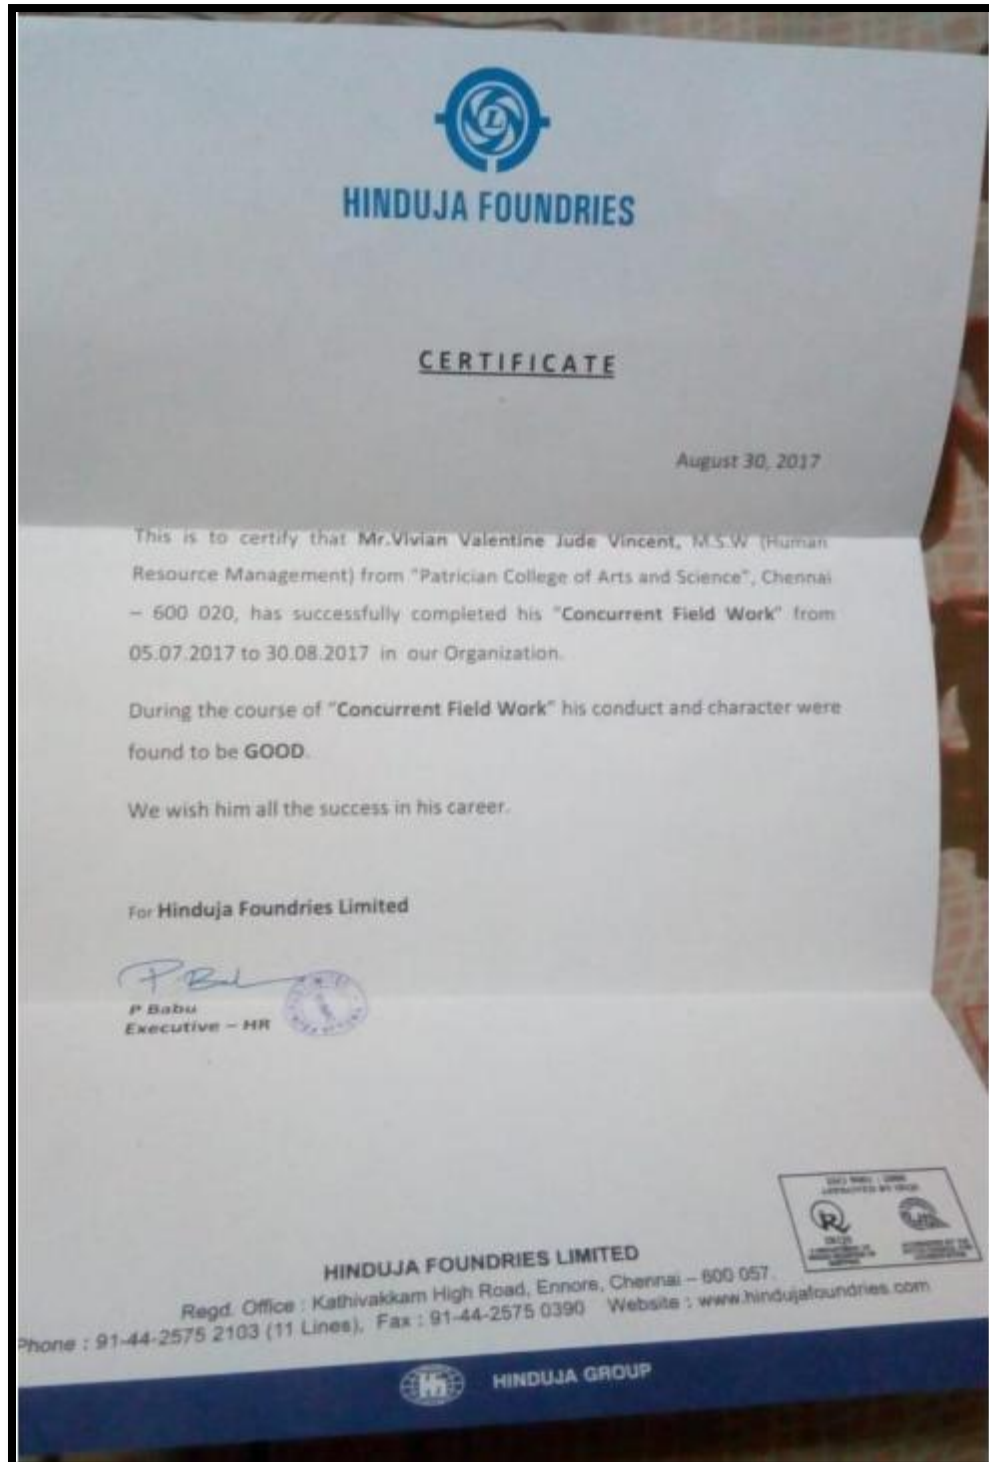 L
HINDUJA FOUNDRIES
CERTIFICATE
August 30, 2017
This is to certify that Mr.Vivian Valentine Jude Vincent, M.S.W (Human
Resource Management) from "Patrician College of Arts and Science", Chennai
– 600 020, has successfully completed his "Concurrent Field Work" from
05.07.2017 to 30.08.2017 in our Organization.
During the course of "Concurrent Field Work" his conduct and character were
found to be GOOD.
We wish him all the success in his career.
For Hinduja Foundries Limited
P Bab
P Babu
Executive – HR
HINDUJA FOUNDRIES LIMITED
Regd. Office : Kathivakkam High Road, Ennore, Chennai – 600 057.
Phone : 91-44-2575 2103 (11 Lines), Fax : 91-44-2575 0390 Website : www.hindujafoundries.com
HINDUJA GROUP